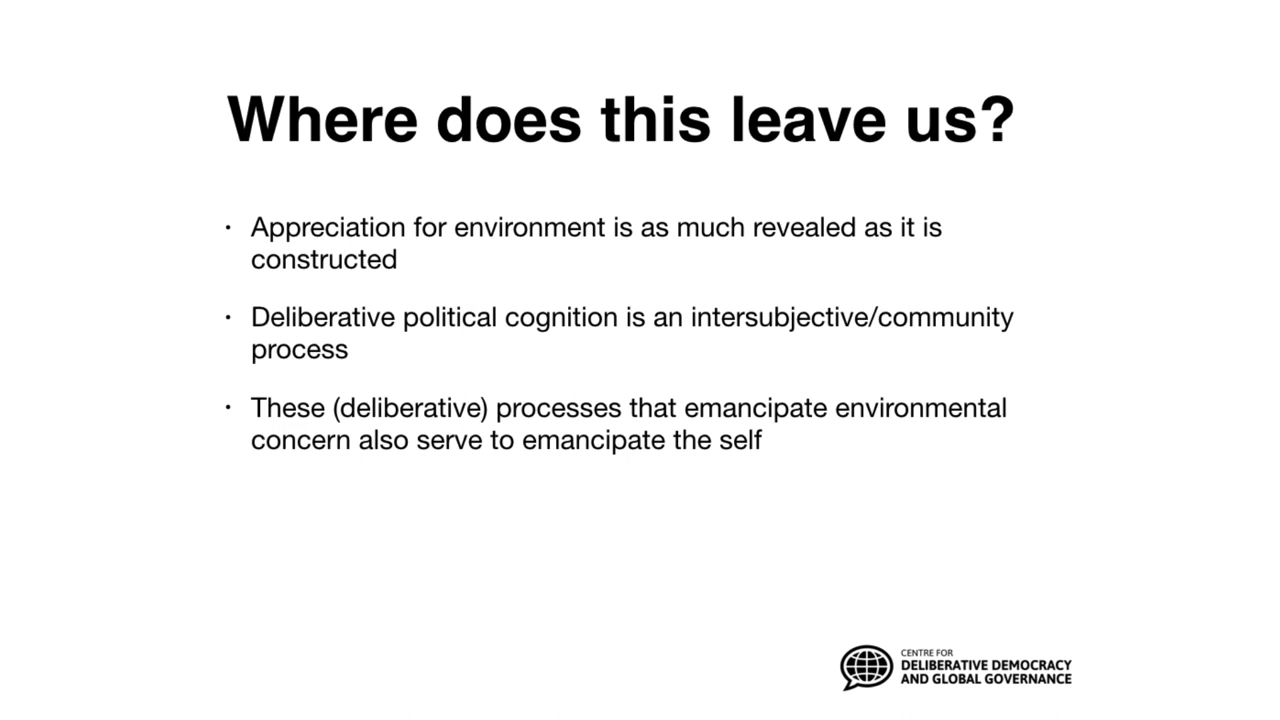 Where does this leave us?
• Appreciation for environment is as much revealed as it is
constructed
• Deliberative political cognition is an intersubjective/community
process
• These (deliberative) processes that emancipate environmental
concern also serve to emancipate the self
CENTRE FOR
DELIBERATIVE DEMOCRACY
AND GLOBAL GOVERNANCE